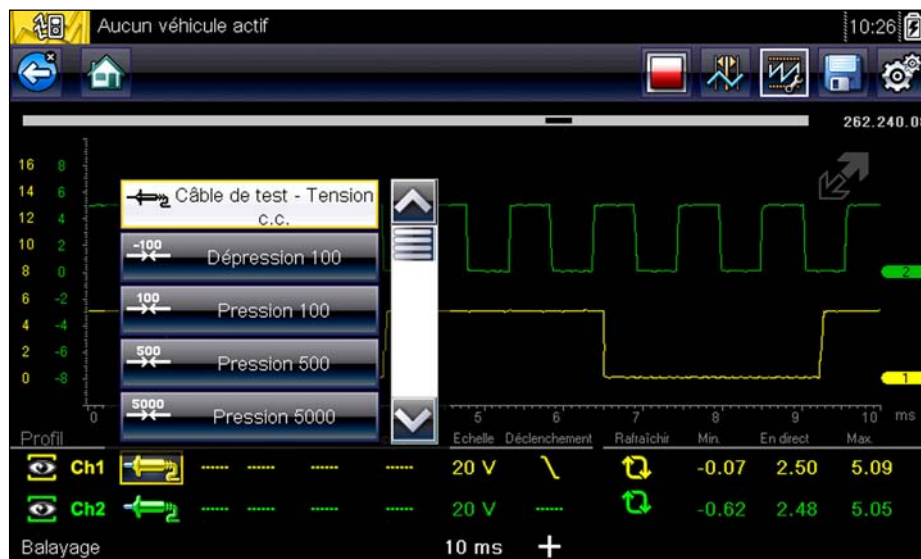 Aucun véhicule actif 10:26
262.240.0
16 8
14 6
12 4
10 2
8 0
6 -2
4 -4
2 -6
0 -8
Câble de test - Tension
c.c.
-100 Dépression 100
100 Pression 100
500 Pression 500
5000 Pression 5000
2
1
0 5 6 7 8 9 10 ms
Profil Echelle Déclenchement Rafraîchir Min. En direct Max.
Ch1 ----- ----- ----- ----- 20 V -0.07 2.50 5.09
Ch2 ----- ----- ----- ----- 20 V ----- -0.62 2.48 5.05
Balayage 10 ms +